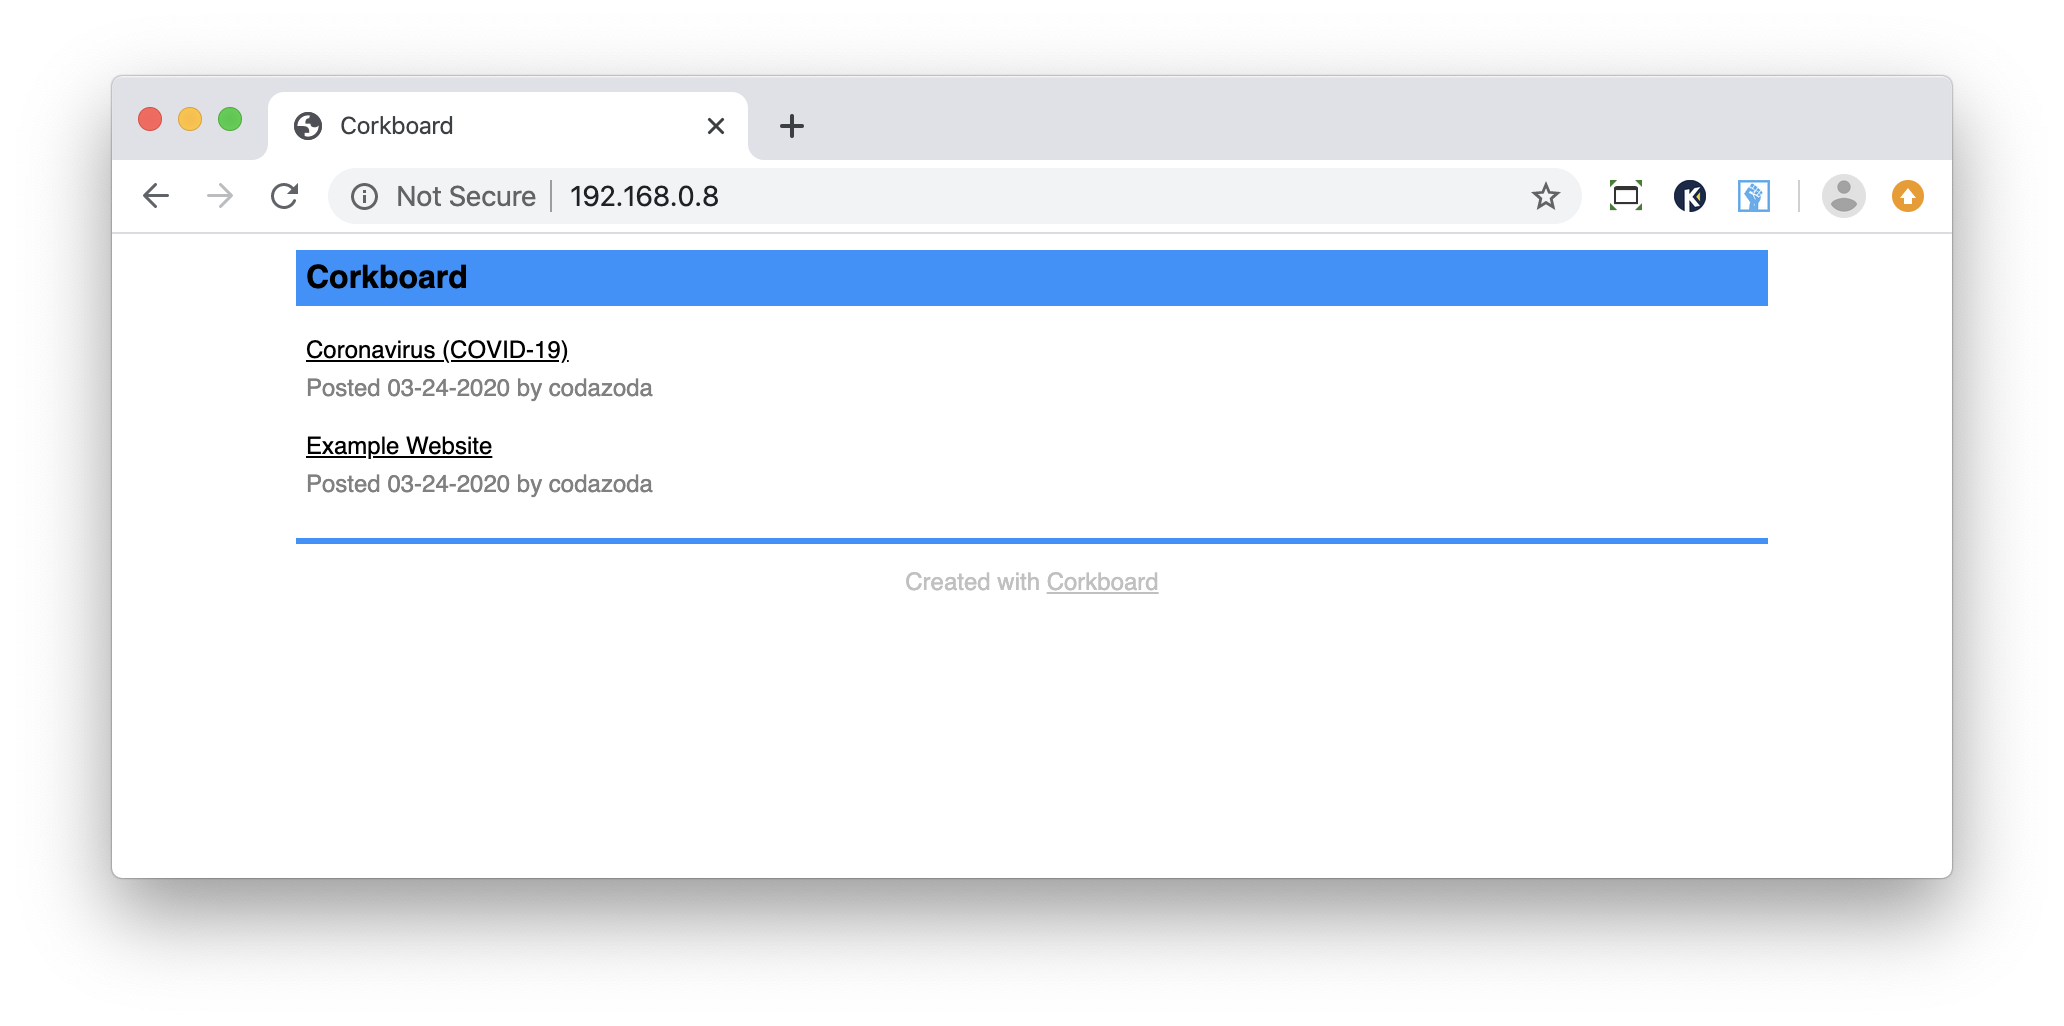 Corkboard
Not Secure 192.168.0.8
Corkboard
Coronavirus (COVID-19)
Posted 03-24-2020 by codazoda
Example Website
Posted 03-24-2020 by codazoda
Created with Corkboard